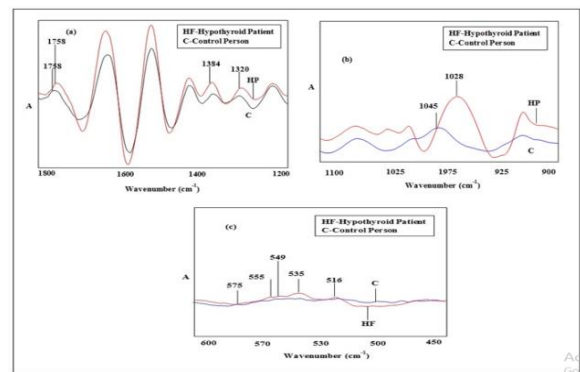 (a)
HF-Hypothyroid Patient
C-Control Person
1758
1758
1384
1320
HP
C
A
1800 1600 1400 1200
Wavenumber (cm-1)
(b)
HF-Hypothyroid Patient
C-Control Person
1028
1045
HP
C
A
1100 1025 1975 925 900
Wavenumber (cm-1)
(c)
HF-Hypothyroid Patient
C-Control Person
549
555
535
575
516
C
A
HF
600 570 530 500 450
Wavenumber (cm-1)